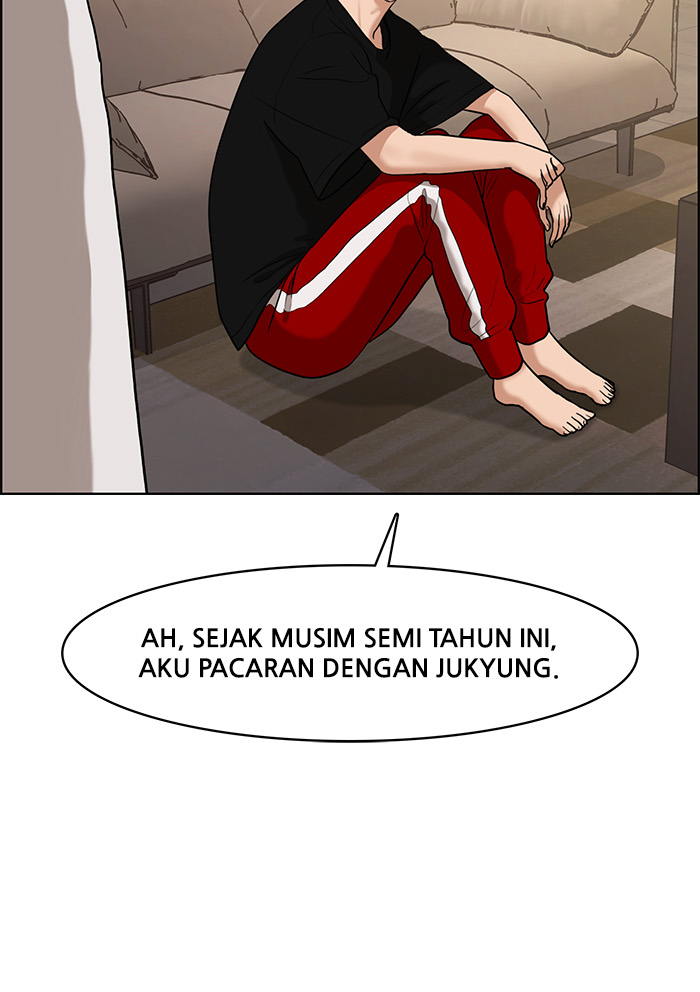 AH, SEJAK MUSIM SEMI TAHUN INI,
AKU PACARAN DENGAN JUKYUNG.